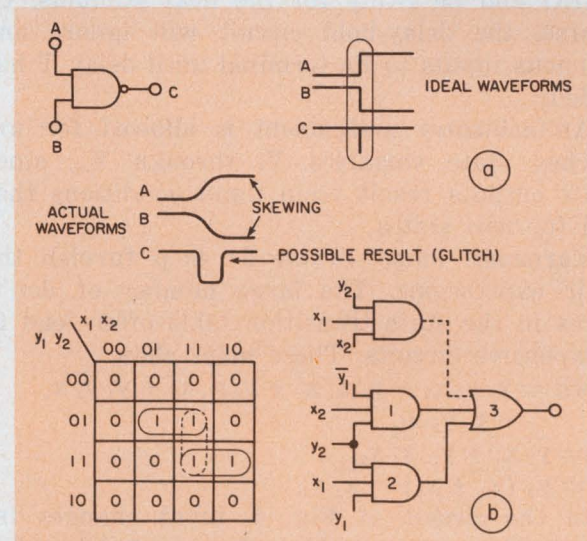 A
C
B
A
B
C
IDEAL WAVEFORMS
a
A
B
C
ACTUAL
WAVEFORMS
SKEWING
POSSIBLE RESULT (GLITCH)
x1 x2
y1 y2
00 01 11 10
00 0 0 0 0
01 0 1 1 0
11 0 0 1 1
10 0 0 0 0
y2
x1
x2
y̅1
x2
y2
x1
y1
1
2
3
b